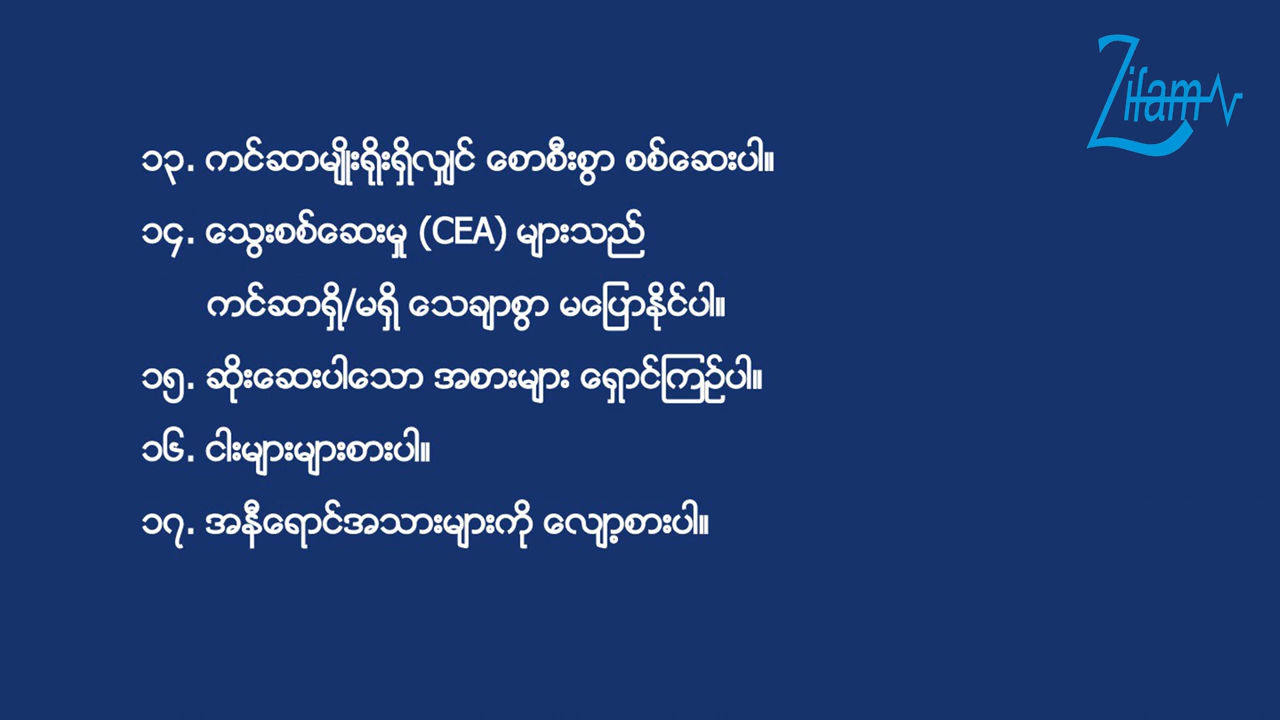 Zifam
၁၃. ကင်ဆာမျိုးရိုးရှိလျှင် စောစီးစွာ စစ်ဆေးပါ။
၁၄. သွေးစစ်ဆေးမှု (CEA) များသည်
ကင်ဆာရှိ/မရှိ သေချာစွာ မပြောနိုင်ပါ။
၁၅. ဆိုးဆေးပါသော အစားများ ရှောင်ကြဉ်ပါ။
၁၆. ငါးများများစားပါ။
၁၇. အနီရောင်အသားများကို လျော့စားပါ။